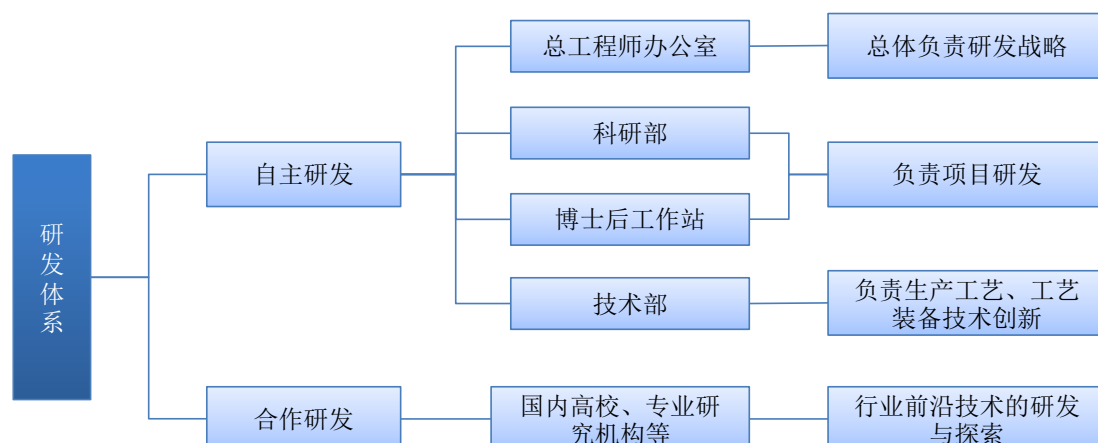 研发体系
自主研发
总工程师办公室
总体负责研发战略
科研部
博士后工作站
负责项目研发
技术部
负责生产工艺、工艺
装备技术创新
合作研发
国内高校、专业研
究机构等
行业前沿技术的研发
与探索